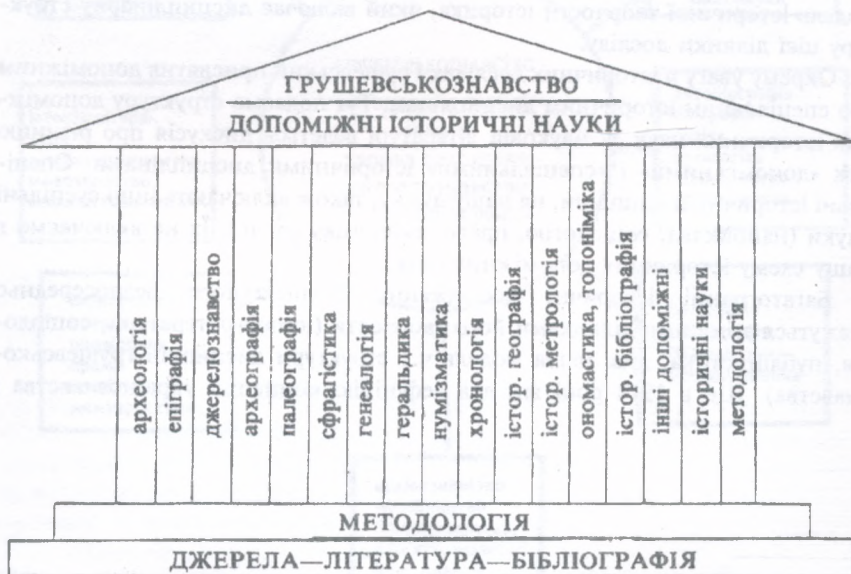 ГРУШЕВСЬКОЗНАВСТВО
ДОПОМІЖНІ ІСТОРИЧНІ НАУКИ
архологія
епіграфія
джерелознавство
археографія
палеографія
сфрагістика
генеалогія
геральдика
нумізматика
хронологія
істор. географія
істор. метрологія
ономастика, топоніміка
істор. бібліографія
інші допоміжні
історичні науки
методологія
МЕТОДОЛОГІЯ
ДЖЕРЕЛА—ЛІТЕРАТУРА—БІБЛІОГРАФІЯ